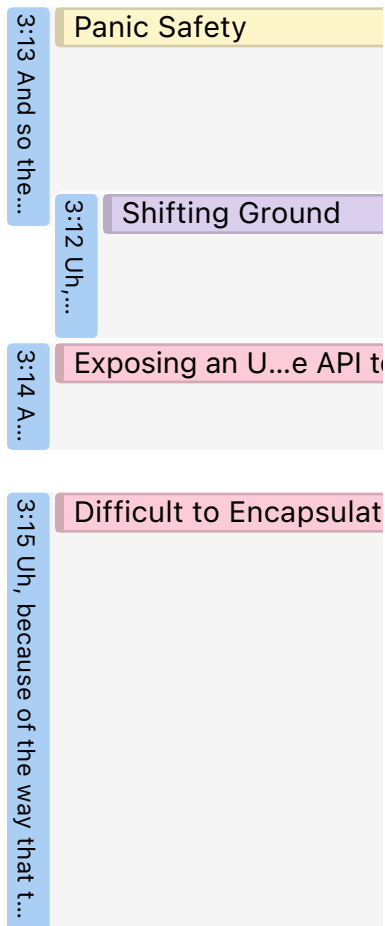 3:13 And so the...
Panic Safety
3:12 Uh,...
Shifting Ground
3:14 A...
Exposing an U...e API to
3:15 Uh, because of the way that t...
Difficult to Encapsulat